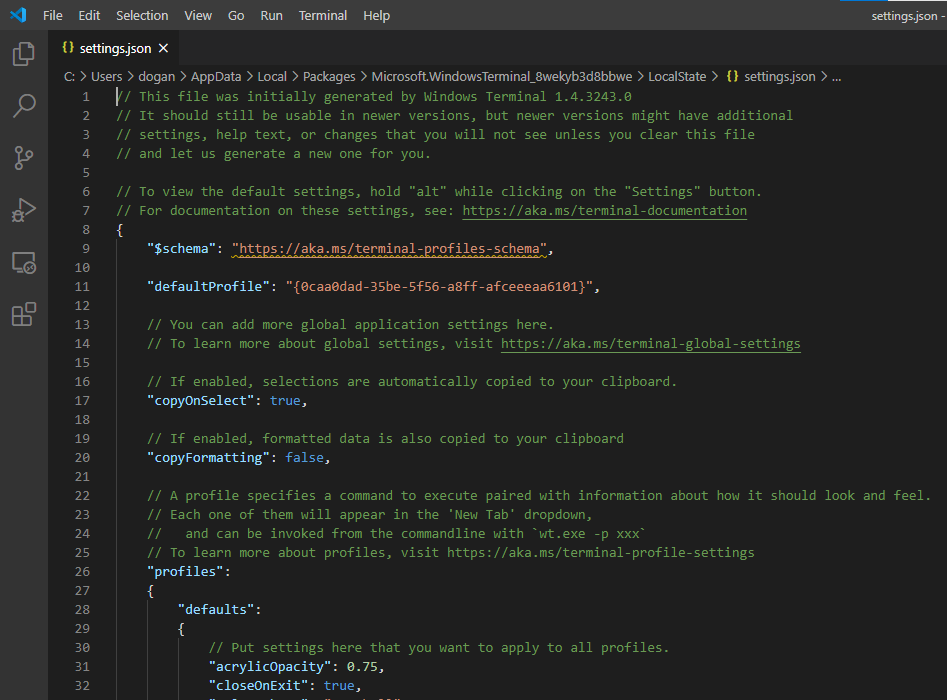 File Edit Selection View Go Run Terminal Help settings.json -
{} settings.json ×
C: > Users > dogan > AppData > Local > Packages > Microsoft.WindowsTerminal_8wekyb3d8bbwe > LocalState > {} settings.json > ...
1 // This file was initially generated by Windows Terminal 1.4.3243.0
2 // It should still be usable in newer versions, but newer versions might have additional
3 // settings, help text, or changes that you will not see unless you clear this file
4 // and let us generate a new one for you.
5
6 // To view the default settings, hold "alt" while clicking on the "Settings" button.
7 // For documentation on these settings, see: https://aka.ms/terminal-documentation
8 {
9 "$schema": "https://aka.ms/terminal-profiles-schema",
10
11 "defaultProfile": "{0caa0dad-35be-5f56-a8ff-afceeeaa6101}",
12
13 // You can add more global application settings here.
14 // To learn more about global settings, visit https://aka.ms/terminal-global-settings
15
16 // If enabled, selections are automatically copied to your clipboard.
17 "copyOnSelect": true,
18
19 // If enabled, formatted data is also copied to your clipboard
20 "copyFormatting": false,
21
22 // A profile specifies a command to execute paired with information about how it should look and feel.
23 // Each one of them will appear in the 'New Tab' dropdown,
24 //   and can be invoked from the commandline with `wt.exe -p xxx`
25 // To learn more about profiles, visit https://aka.ms/terminal-profile-settings
26 "profiles":
27 {
28 "defaults":
29 {
30 // Put settings here that you want to apply to all profiles.
31 "acrylicOpacity": 0.75,
32 "closeOnExit": true,